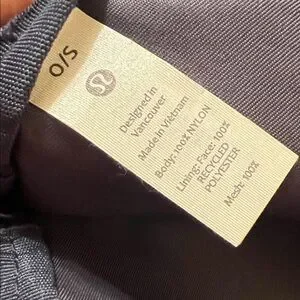 O/S
Designed in
Vancouver
Made in Vietnam
Body: 100% NYLON
Lining: Face: 100%
RECYCLED
POLYESTER
Mesh: 100%